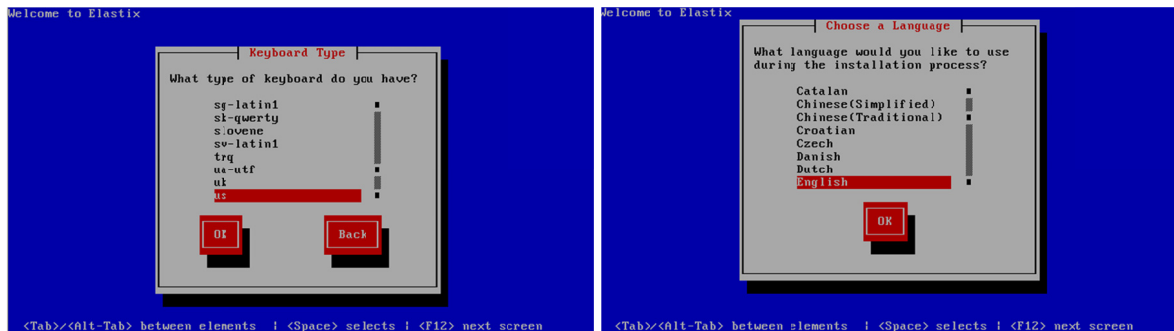 Welcome to Elastix
Keyboard Type
What type of keyboard do you have?
sg-latin1
sk-qwerty
slovene
sv-latin1
trq
ua-utf
uk
us
OK
Back
<Tab>/<Alt-Tab> between elements | <Space> selects | <F12> next screen
Welcome to Elastix
Choose a Language
What language would you like to use
during the installation process?
Catalan
Chinese(Simplified)
Chinese(Traditional)
Croatian
Czech
Danish
Dutch
English
OK
<Tab>/<Alt-Tab> between elements | <Space> selects | <F12> next screen